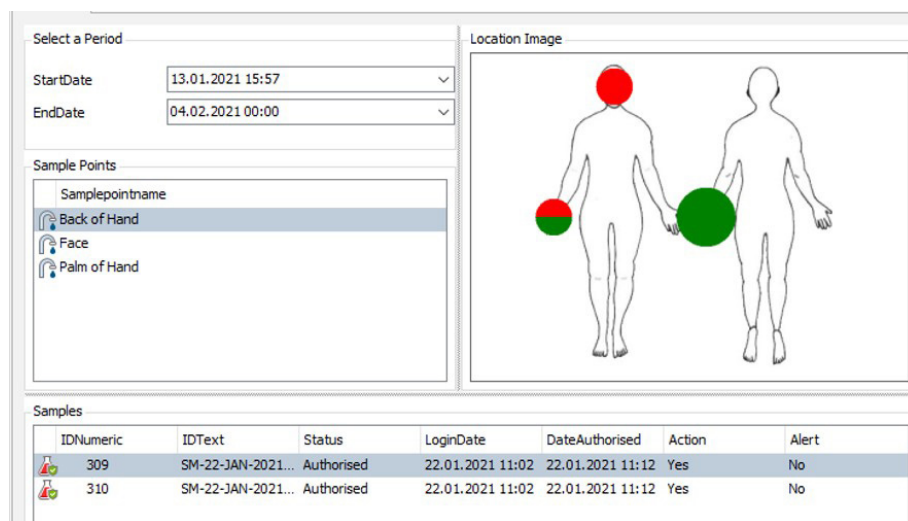 Select a Period
StartDate 13.01.2021 15:57
EndDate 04.02.2021 00:00
Sample Points
Samplepointname
Back of Hand
Face
Palm of Hand
Location Image
Samples
IDNumeric IDText Status LoginDate DateAuthorised Action Alert
309 SM-22-JAN-2021... Authorised 22.01.2021 11:02 22.01.2021 11:12 Yes No
310 SM-22-JAN-2021... Authorised 22.01.2021 11:02 22.01.2021 11:12 Yes No